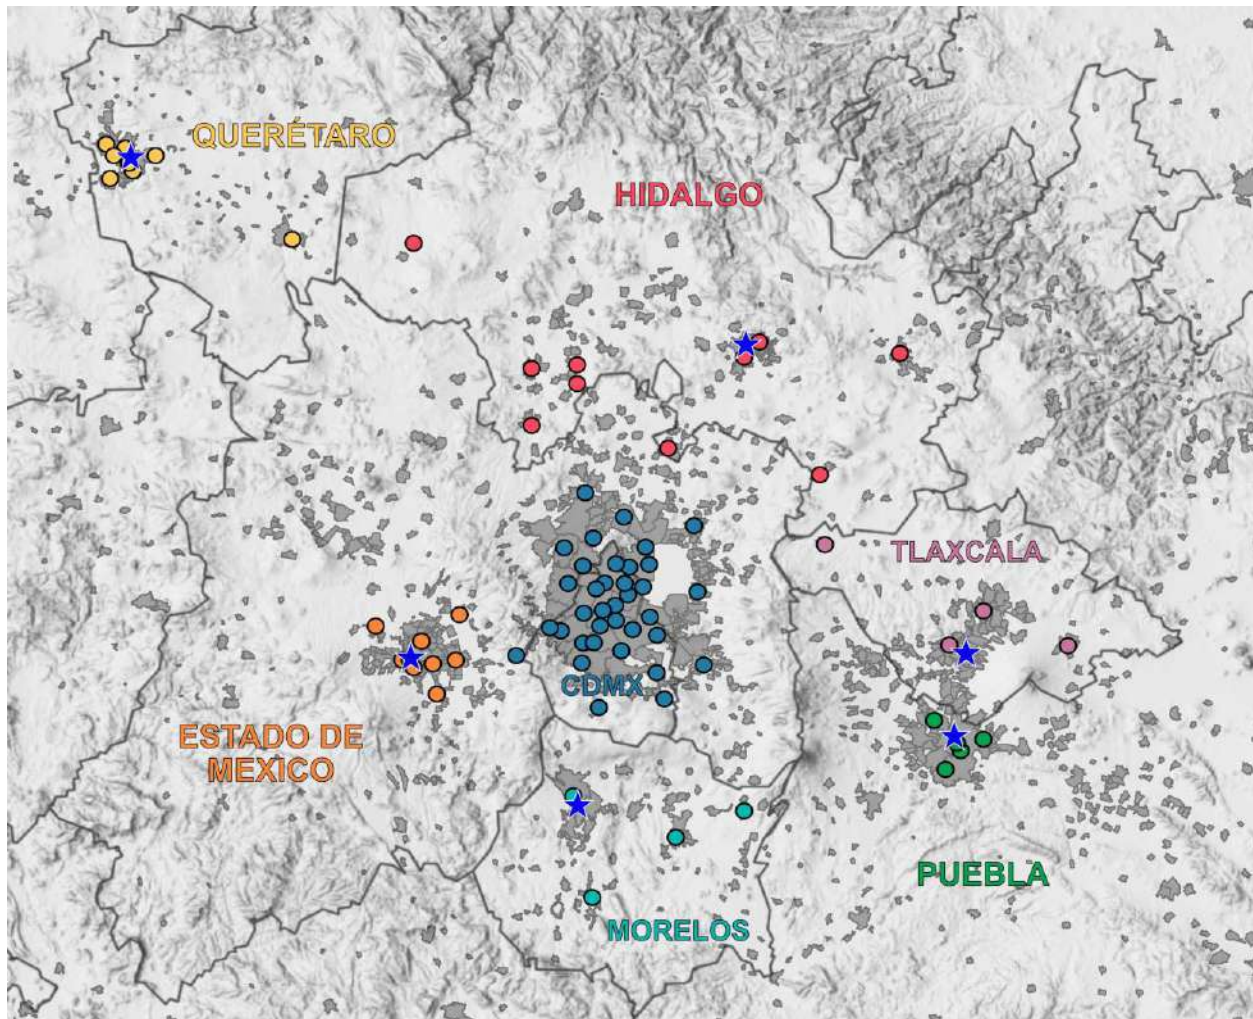 QUERÉTARO
HIDALGO
TLAXCALA
CDMX
ESTADO DE
MEXICO
PUEBLA
MORELOS